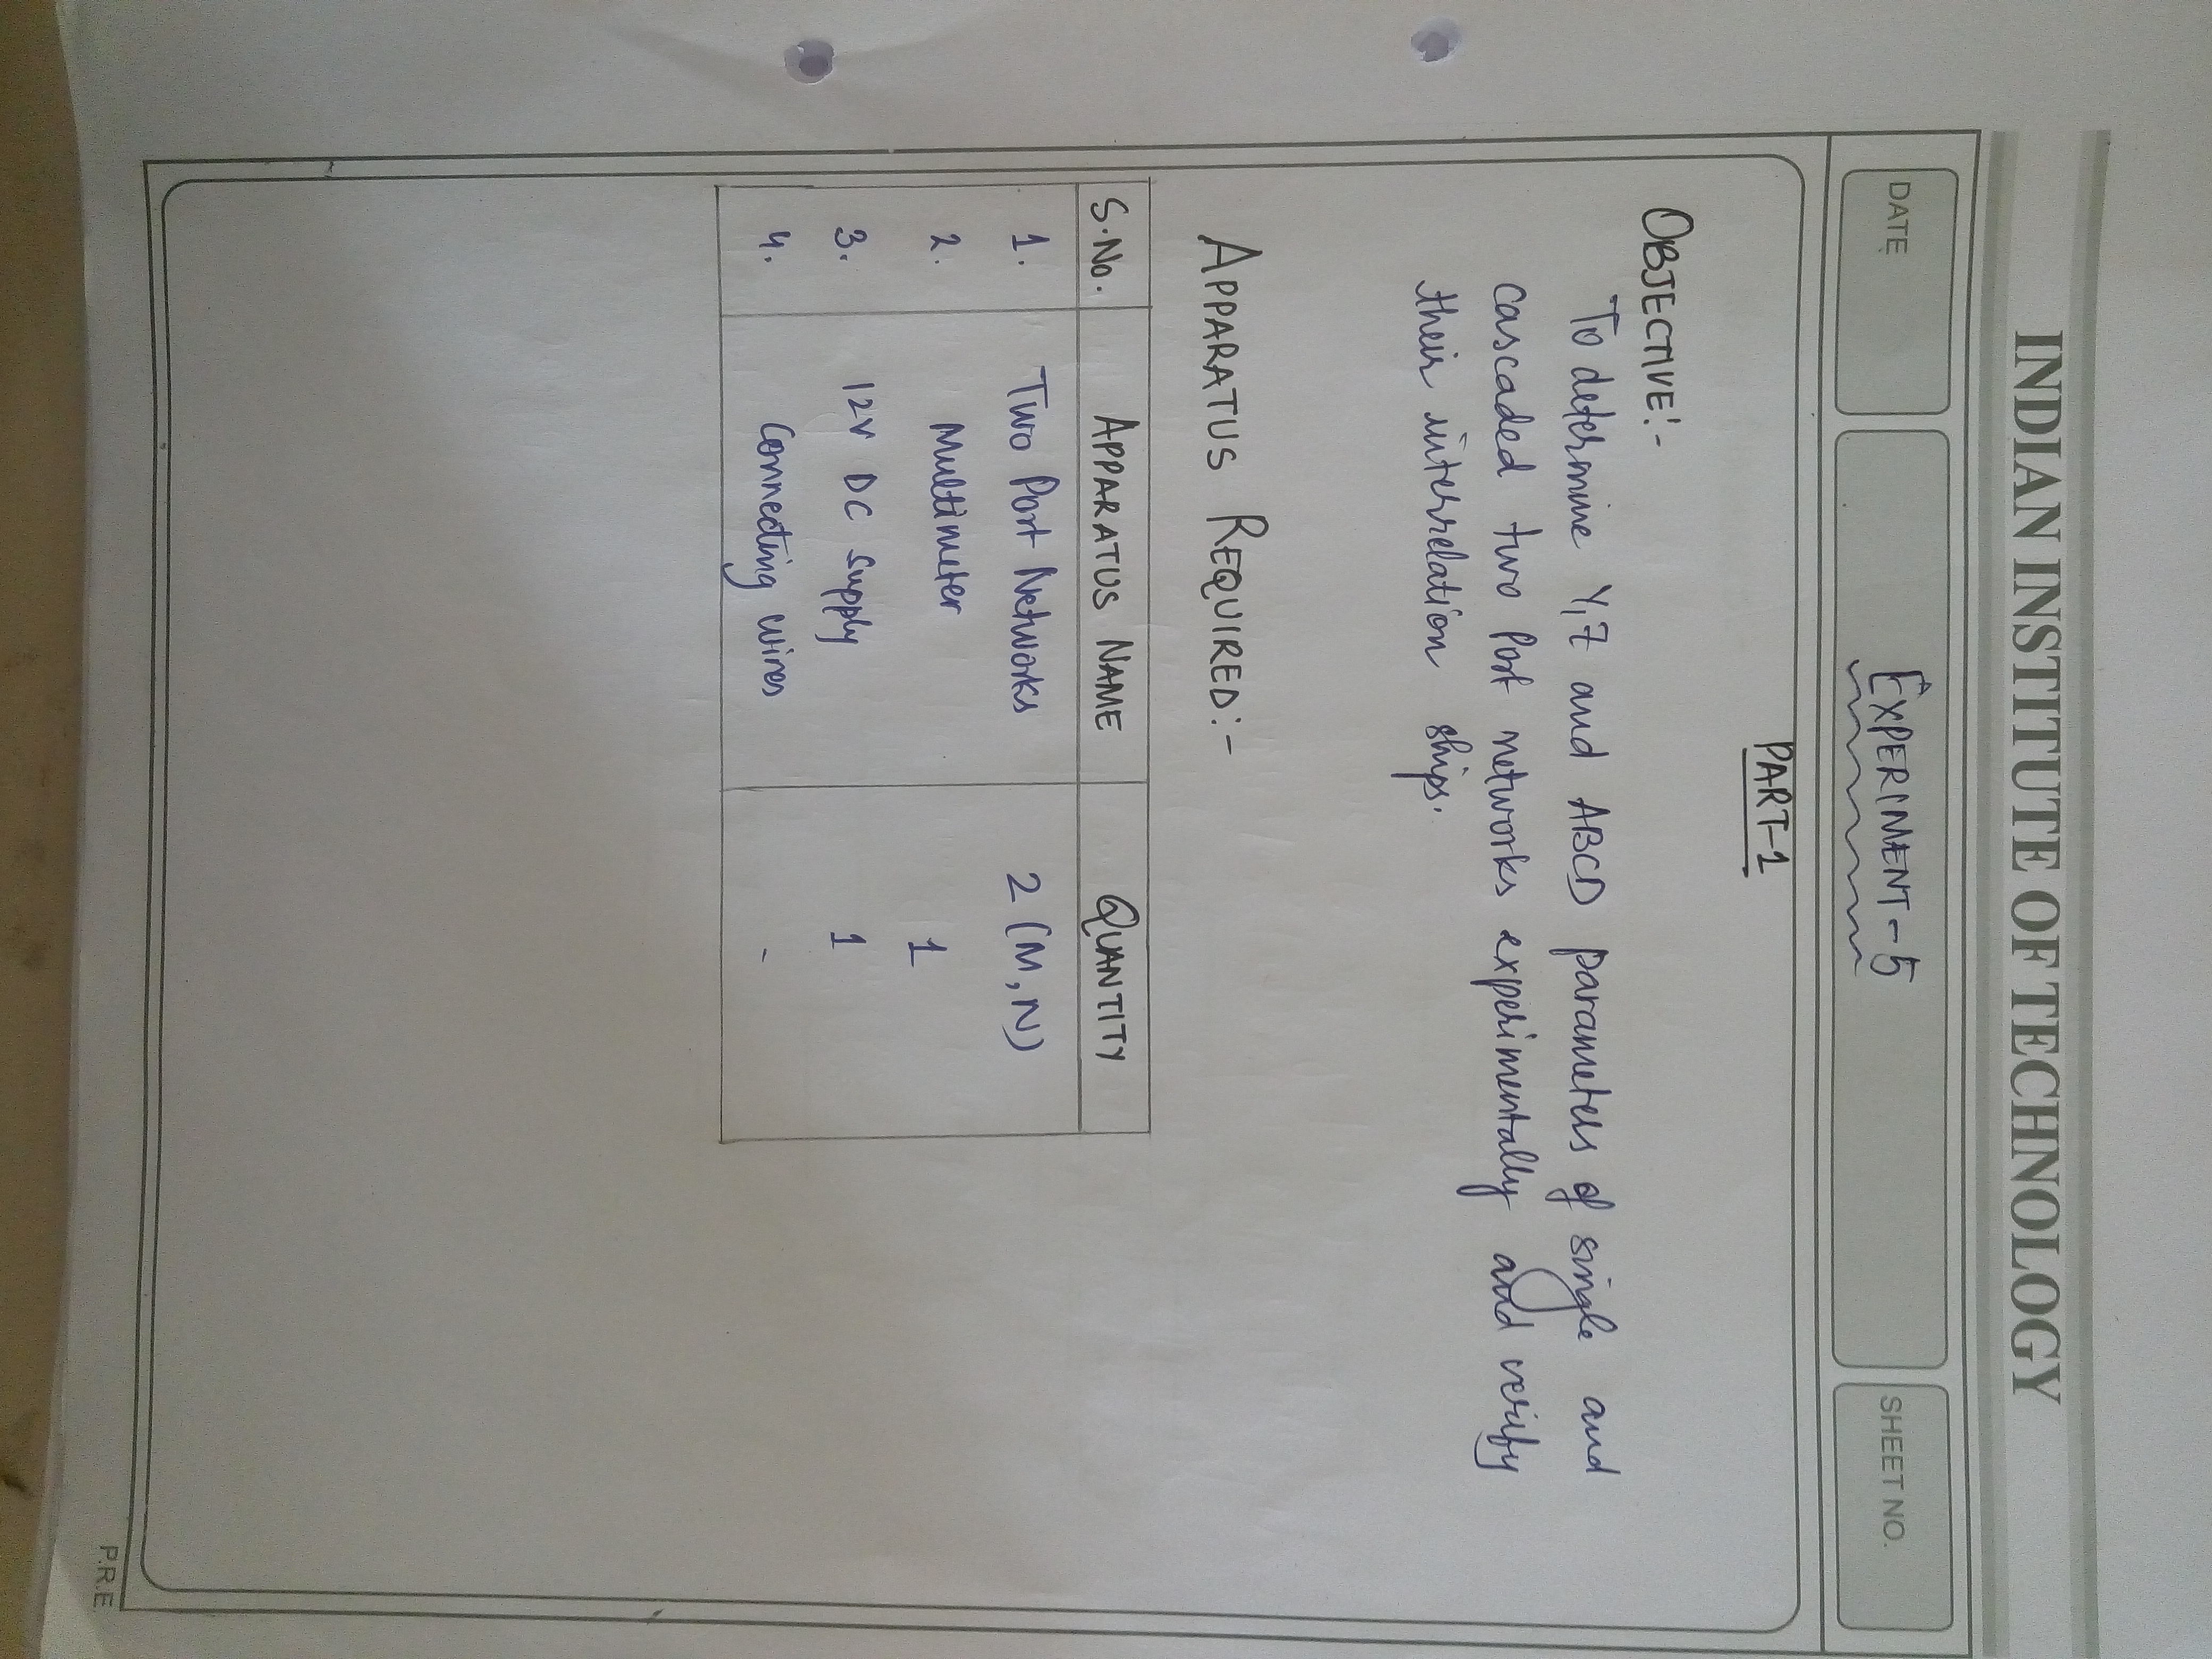 INDIAN INSTITUTE OF TECHNOLOGY
DATE
EXPERIMENT-5
SHEET NO.
PART-1
OBJECTIVE:-
To determine Y,Z and ABCD parameters of single and
cascaded two Port networks experimentally and verify
their interrelation ships.
APPARATUS REQUIRED:-
S.No. APPARATUS NAME QUANTITY
1. Two Port Networks 2 (M,N)
2. Multimeter 1
3. 12V DC Supply 1
4. Connecting wires -
P.R.E.